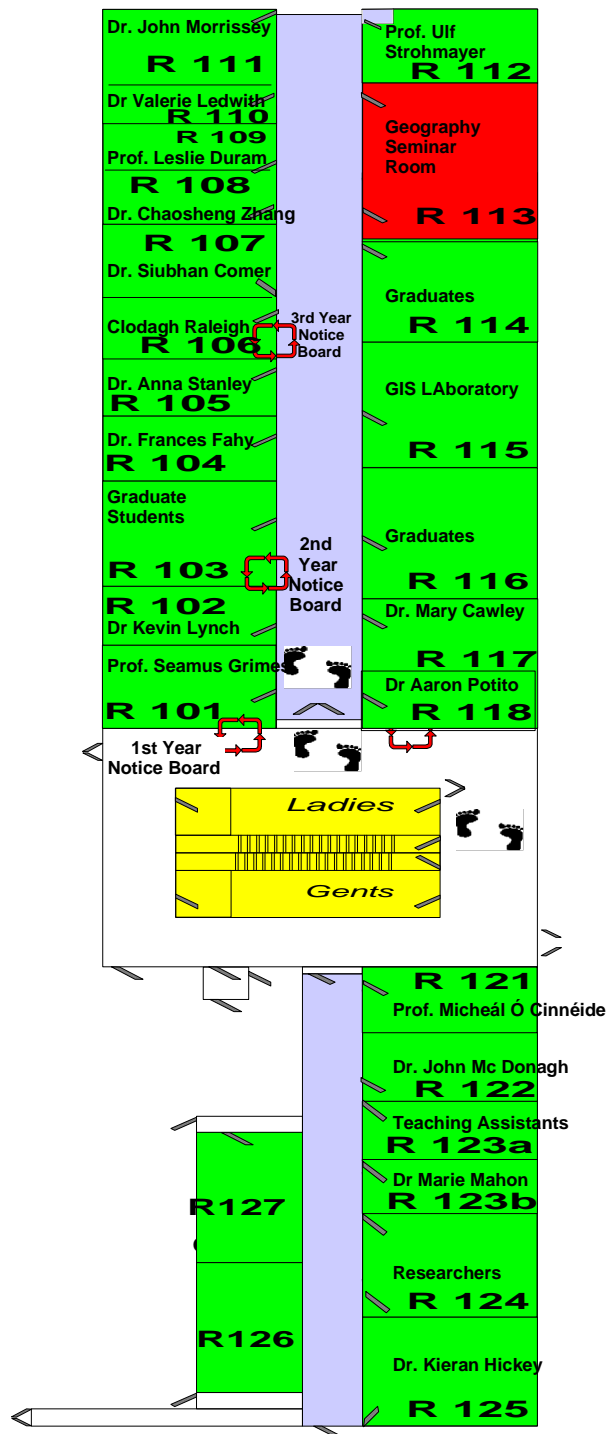 Dr. John Morrissey
R 111
Dr Valerie Ledwith
R 110
R 109
Prof. Leslie Duram
R 108
Dr. Chaosheng Zhang
R 107
Dr. Siubhan Comer
Clodagh Raleigh
R 106
Dr. Anna Stanley
R 105
Dr. Frances Fahy
R 104
Graduate
Students
R 103
R 102
Dr Kevin Lynch
Prof. Seamus Grimes
R 101
3rd Year
Notice
Board
2nd
Year
Notice
Board
Prof. Ulf
Strohmayer
R 112
Geography
Seminar
Room
R 113
Graduates
R 114
GIS LAboratory
R 115
Graduates
R 116
Dr. Mary Cawley
R 117
Dr Aaron Potito
R 118
1st Year
Notice Board
Ladies
Gents
R 121
Prof. Micheál Ó Cinnéide
Dr. John Mc Donagh
R 122
Teaching Assistants
R 123a
Dr Marie Mahon
R 123b
Researchers
R 124
Dr. Kieran Hickey
R 125
R127
R126